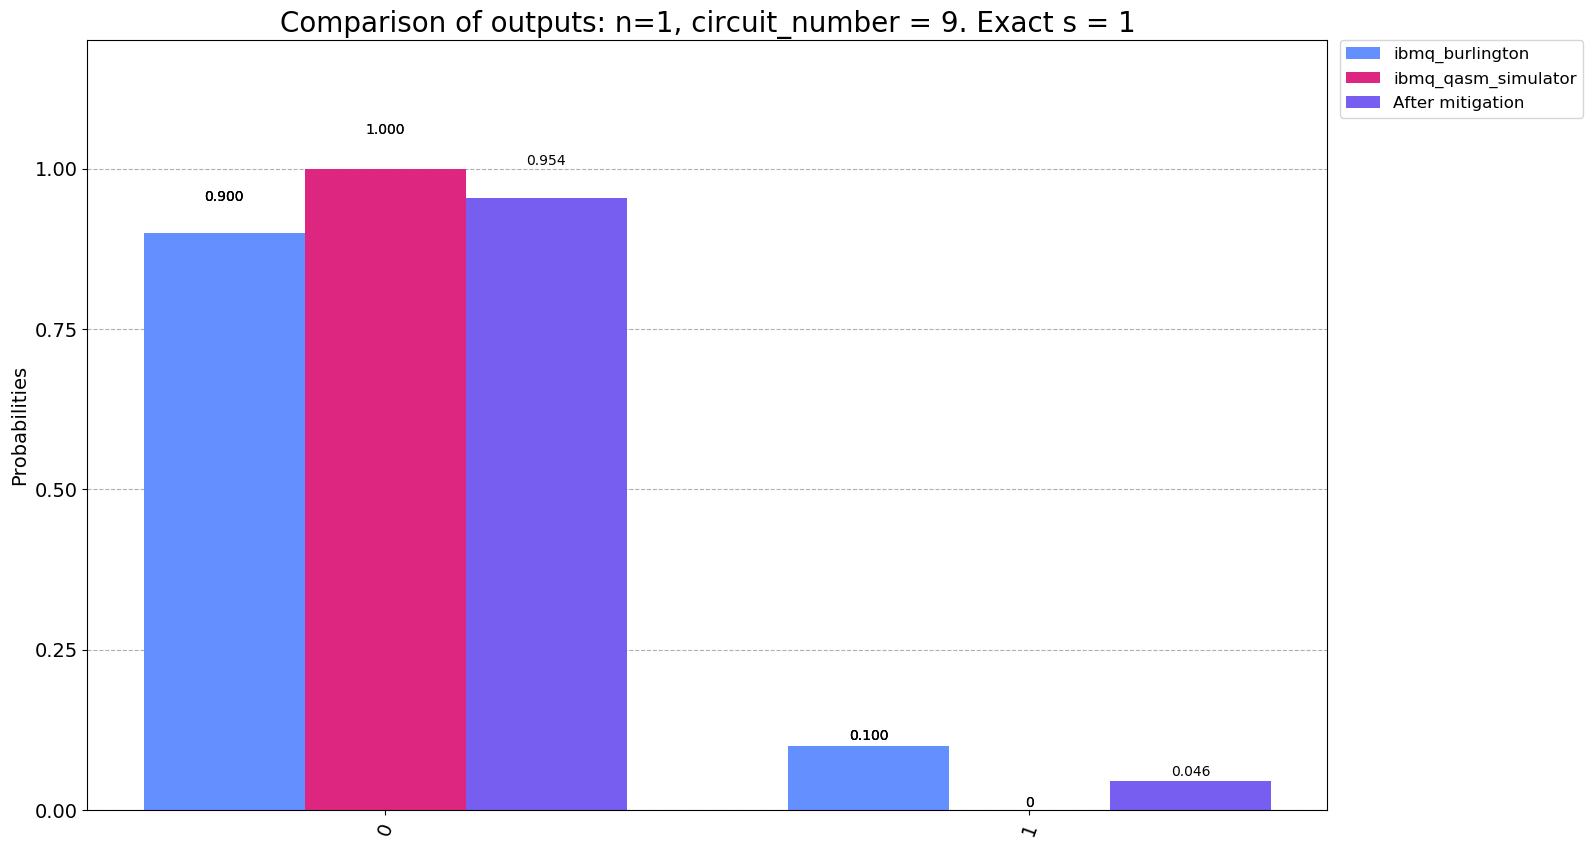 Comparison of outputs: n=1, circuit_number = 9. Exact s = 1
ibmq_burlington
ibmq_qasm_simulator
After mitigation
Probabilities
1.00
0.75
0.50
0.25
0.00
0.900
1.000
0.954
0.100
0
0.046
0
1